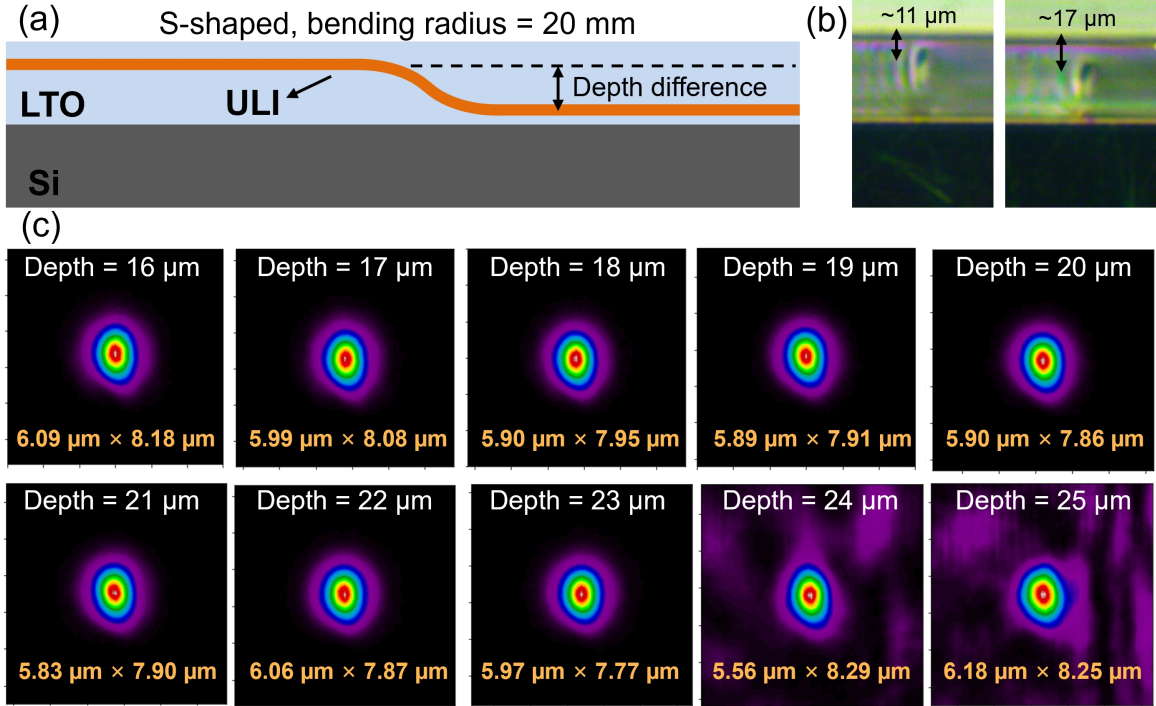 (a)
S-shaped, bending radius = 20 mm
LTO
ULI
Depth difference
Si
(b)
~11 µm
~17 µm
(c)
Depth = 16 µm
6.09 µm × 8.18 µm
Depth = 17 µm
5.99 µm × 8.08 µm
Depth = 18 µm
5.90 µm × 7.95 µm
Depth = 19 µm
5.89 µm × 7.91 µm
Depth = 20 µm
5.90 µm × 7.86 µm
Depth = 21 µm
5.83 µm × 7.90 µm
Depth = 22 µm
6.06 µm × 7.87 µm
Depth = 23 µm
5.97 µm × 7.77 µm
Depth = 24 µm
5.56 µm × 8.29 µm
Depth = 25 µm
6.18 µm × 8.25 µm